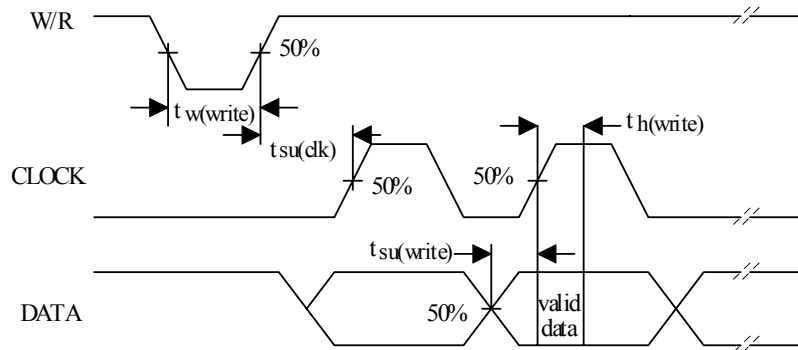 W/R
50%
t w(write)
t su(clk)
t h(write)
CLOCK
50%
50%
t su(write)
DATA
50%
valid
data